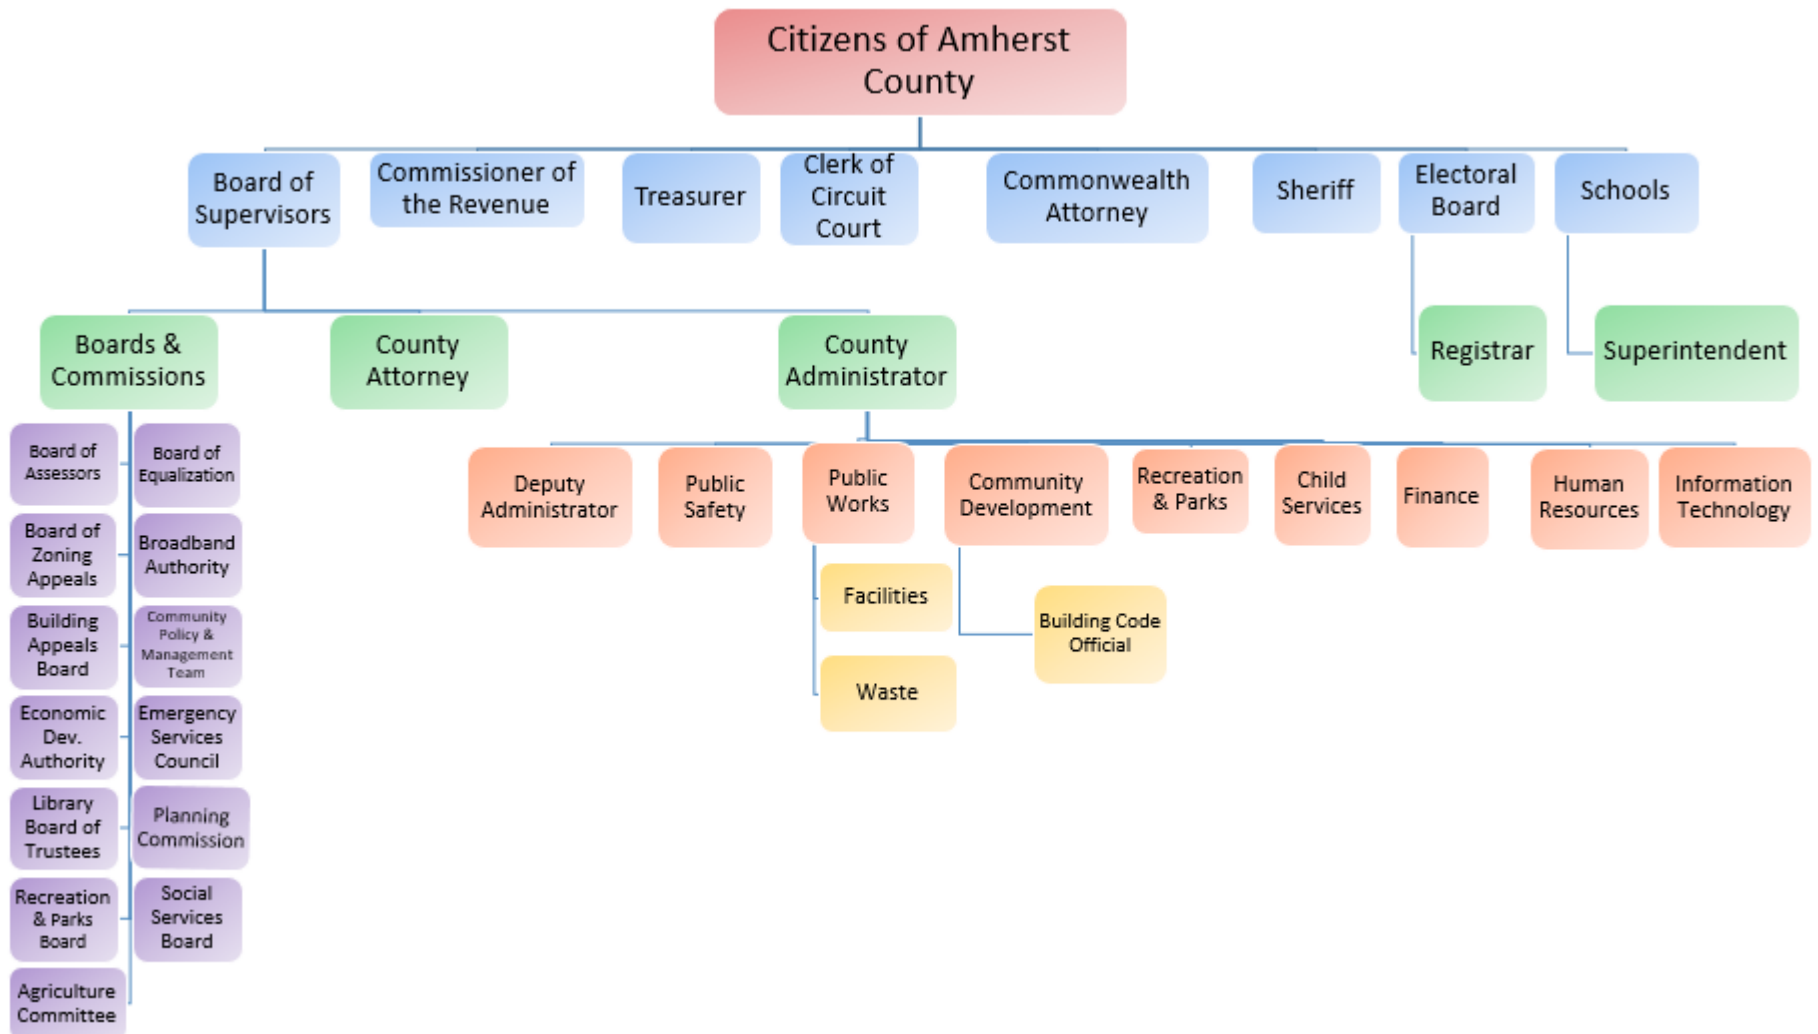 Citizens of Amherst
County
Board of
Supervisors
Commissioner of
the Revenue
Treasurer
Clerk of
Circuit
Court
Commonwealth
Attorney
Sheriff
Electoral
Board
Schools
Boards &
Commissions
County
Attorney
County
Administrator
Registrar
Superintendent
Board of
Assessors
Board of
Equalization
Board of
Zoning
Appeals
Broadband
Authority
Building
Appeals
Board
Community
Policy &
Management
Team
Economic
Dev.
Authority
Emergency
Services
Council
Library
Board of
Trustees
Planning
Commission
Recreation
& Parks
Board
Social
Services
Board
Agriculture
Committee
Deputy
Administrator
Public
Safety
Public
Works
Community
Development
Recreation
& Parks
Child
Services
Finance
Human
Resources
Information
Technology
Facilities
Waste
Building Code
Official